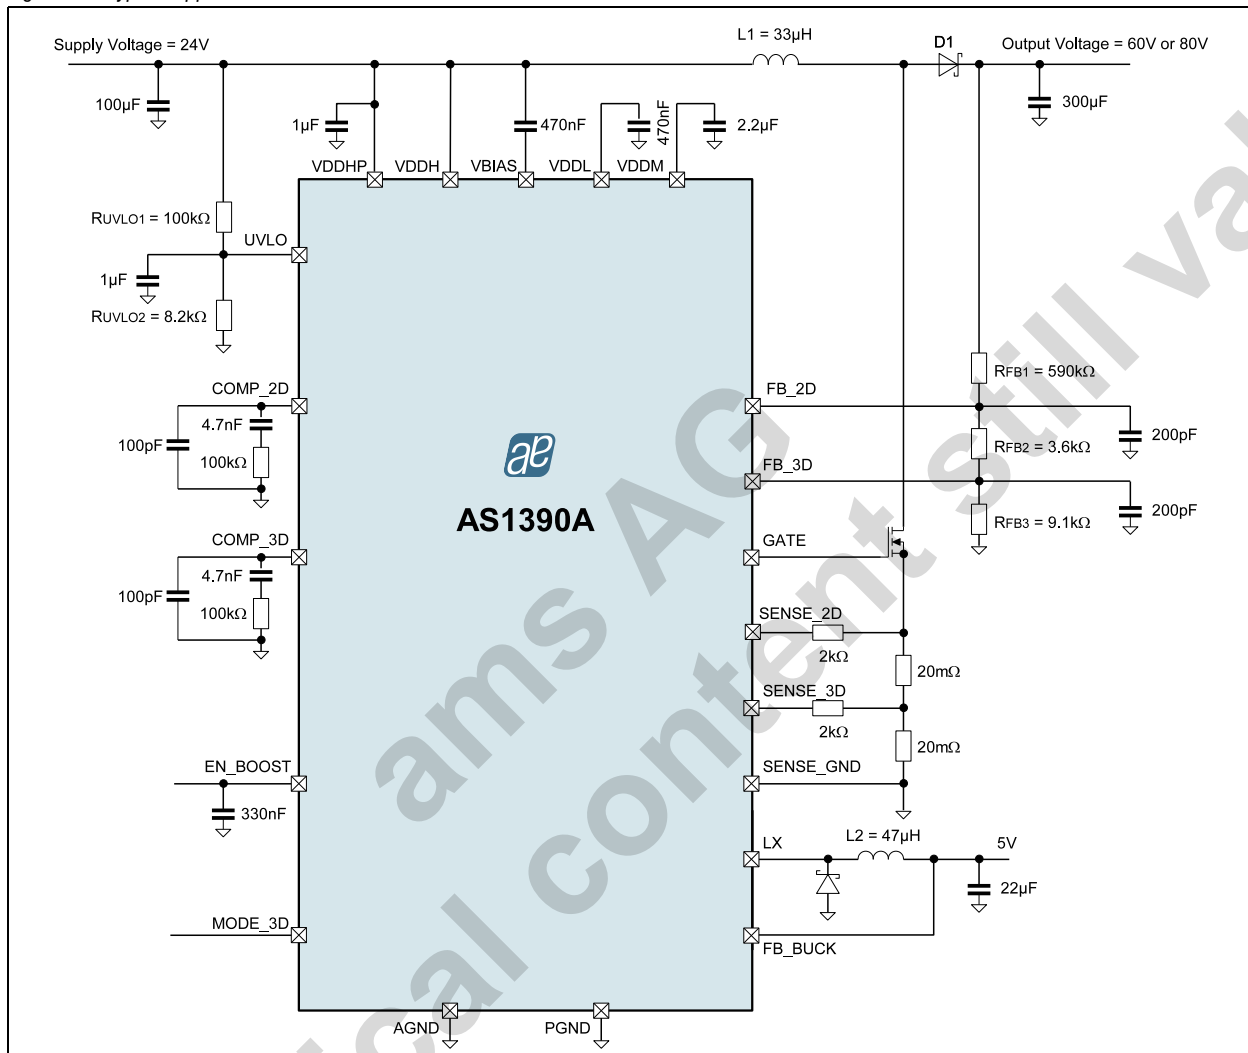 Supply Voltage = 24V
L1 = 33µH
D1
Output Voltage = 60V or 80V
100µF
1µF
470nF
470nF
2.2µF
300µF
VDDHP
VDDH
VBIAS
VDDL
VDDM
RUVLO1 = 100kΩ
UVLO
1µF
RUVLO2 = 8.2kΩ
COMP_2D
4.7nF
100pF
100kΩ
FB_2D
RFB1 = 590kΩ
200pF
RFB2 = 3.6kΩ
FB_3D
200pF
RFB3 = 9.1kΩ
AS1390A
COMP_3D
4.7nF
100pF
100kΩ
GATE
SENSE_2D
2kΩ
20mΩ
SENSE_3D
2kΩ
20mΩ
SENSE_GND
EN_BOOST
330nF
LX
L2 = 47µH
5V
22µF
MODE_3D
FB_BUCK
AGND
PGND
ams AG
content still